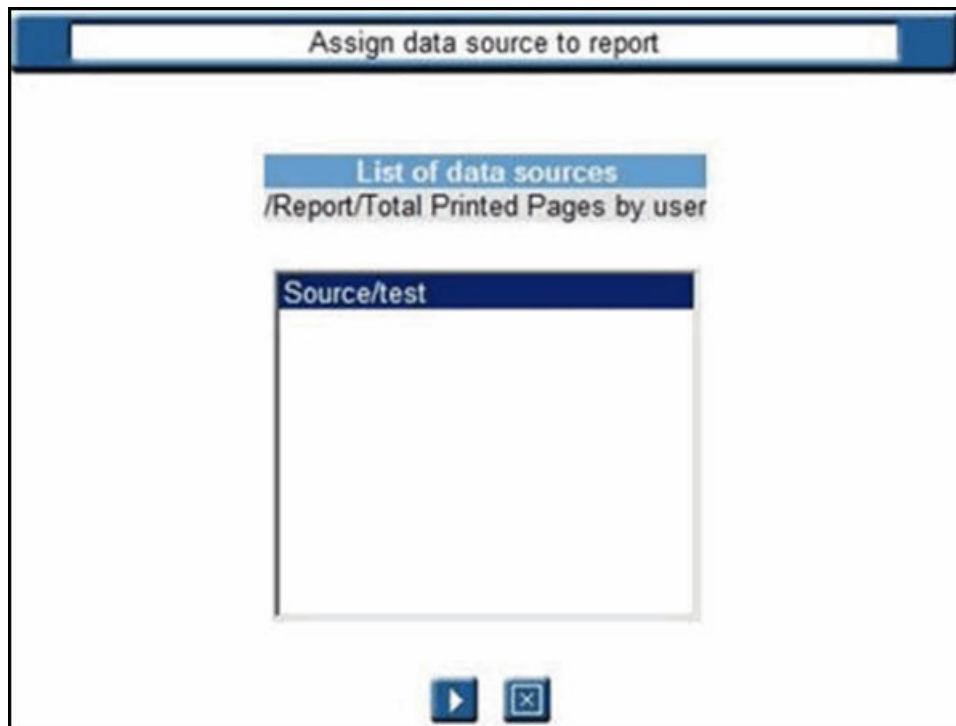 Assign data source to report
List of data sources
/Report/Total Printed Pages by user
Source/test